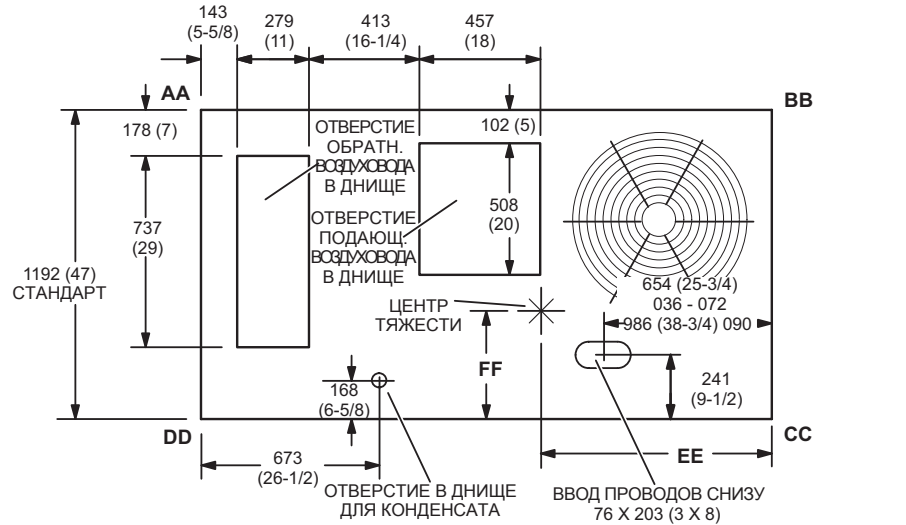 143
(5-5/8)
279
(11)
413
(16-1/4)
457
(18)
AA
BB
178 (7)
ОТВЕРСТИЕ
ОБРАТН.
ВОЗДУХОВОДА
В ДНИЩЕ
102 (5)
737
(29)
508
(20)
ОТВЕРСТИЕ
ПОДАЮЩ.
ВОЗДУХОВОДА
В ДНИЩЕ
1192 (47)
СТАНДАРТ
654 (25-3/4)
036 - 072
986 (38-3/4) 090
ЦЕНТР
ТЯЖЕСТИ
FF
168
(6-5/8)
241
(9-1/2)
DD
CC
673
(26-1/2)
EE
ОТВЕРСТИЕ В ДНИЩЕ
ДЛЯ КОНДЕНСАТА
ВВОД ПРОВОДОВ СНИЗУ
76 X 203 (3 X 8)